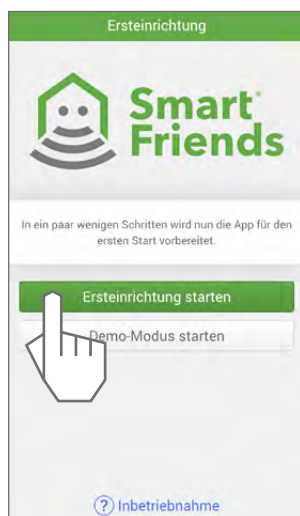 Ersteinrichtung
Smart
Friends
In ein paar wenigen Schritten wird nun die App für den
ersten Start vorbereitet.
Ersteinrichtung starten
Demo-Modus starten
? Inbetriebnahme